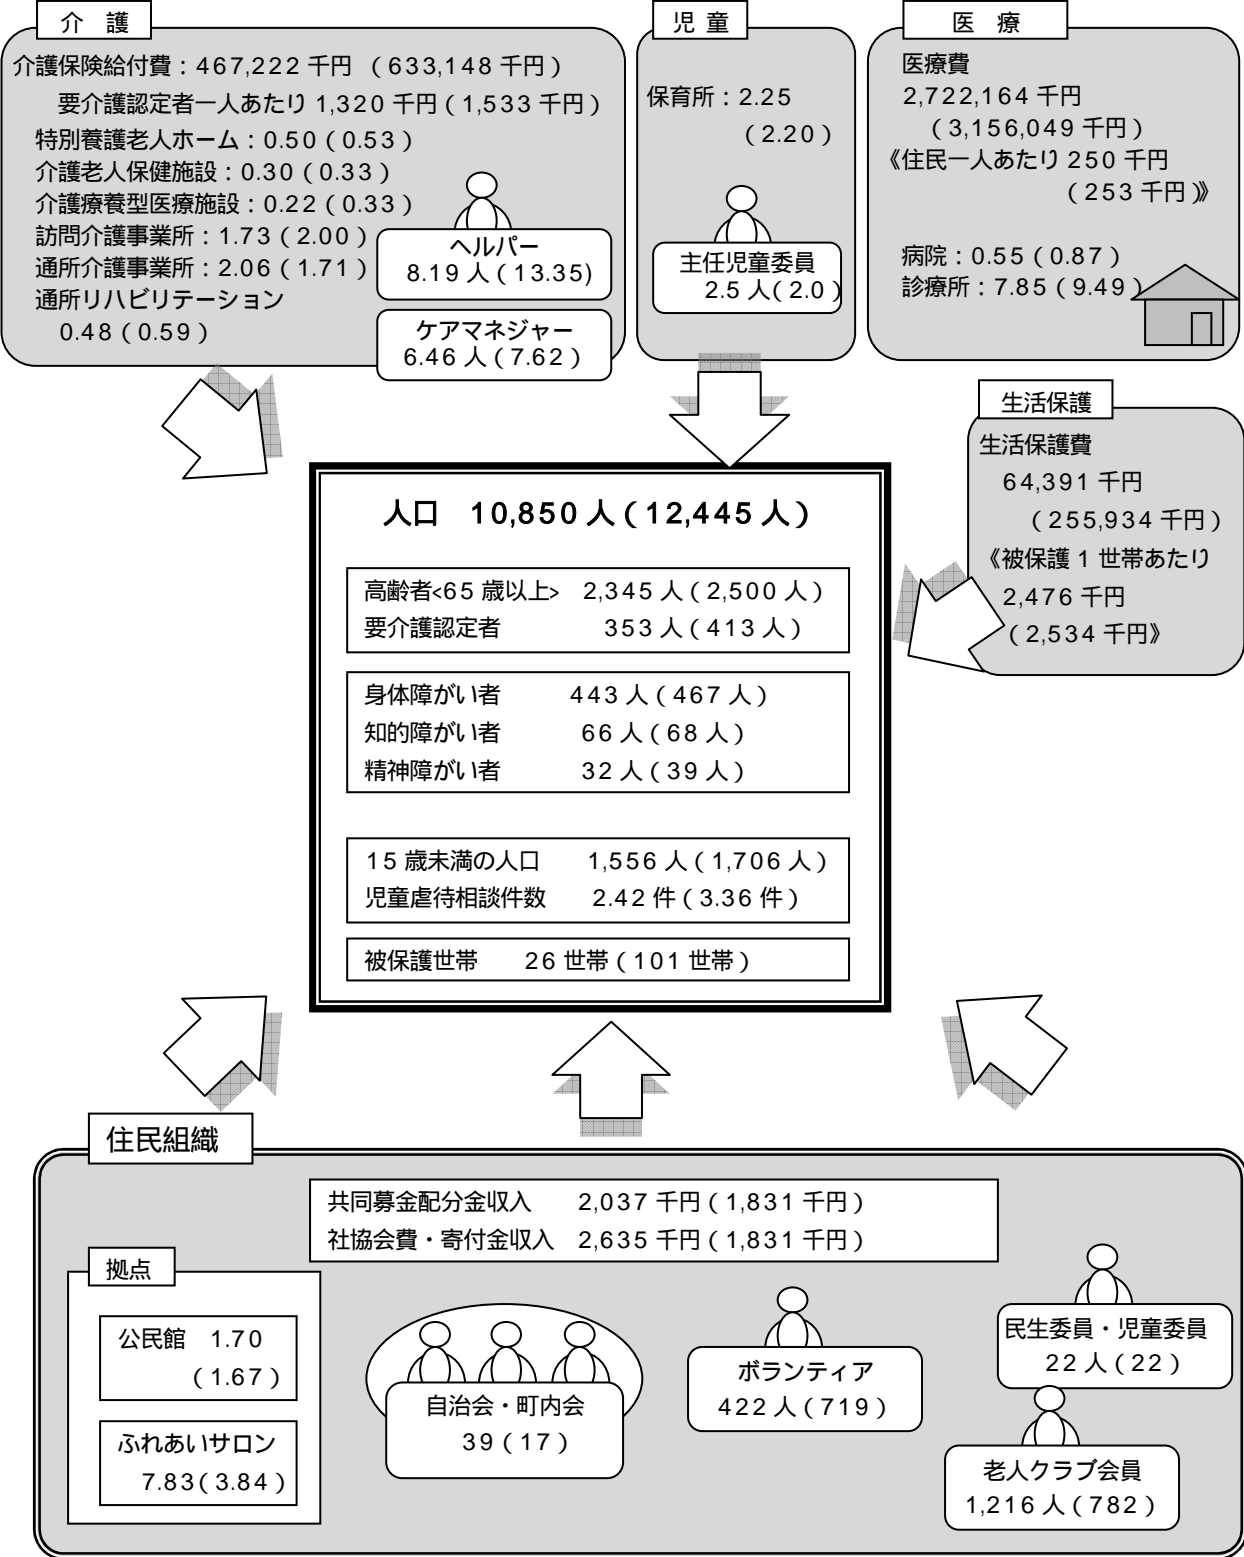 介 護
介護保険給付費：467,222 千円 （633,148 千円）
要介護認定者一人あたり 1,320 千円（1,533 千円）
特別養護老人ホーム：0.50（0.53）
介護老人保健施設：0.30（0.33）
介護療養型医療施設：0.22（0.33）
訪問介護事業所：1.73（2.00）
通所介護事業所：2.06（1.71）
通所リハビリテーション
0.48（0.59）
ヘルパー
8.19 人（13.35）
ケアマネジャー
6.46 人（7.62）
児 童
保育所：2.25
（2.20）
主任児童委員
2.5 人（2.0）
医 療
医療費
2,722,164 千円
（3,156,049 千円）
《住民一人あたり 250 千円
（253 千円）》
病院：0.55（0.87）
診療所：7.85（9.49）
生活保護
生活保護費
64,391 千円
（255,934 千円）
《被保護 1 世帯あたり
2,476 千円
（2,534 千円》
人口 10,850 人（12,445 人）
高齢者<65 歳以上> 2,345 人（2,500 人）
要介護認定者 353 人（413 人）
身体障がい者 443 人（467 人）
知的障がい者 66 人（68 人）
精神障がい者 32 人（39 人）
15 歳未満の人口 1,556 人（1,706 人）
児童虐待相談件数 2.42 件（3.36 件）
被保護世帯 26 世帯（101 世帯）
住民組織
共同募金配分金収入 2,037 千円（1,831 千円）
社協会費・寄付金収入 2,635 千円（1,831 千円）
拠点
公民館 1.70
（1.67）
ふれあいサロン
7.83（3.84）
自治会・町内会
39（17）
ボランティア
422 人（719）
民生委員・児童委員
22 人（22）
老人クラブ会員
1,216 人（782）